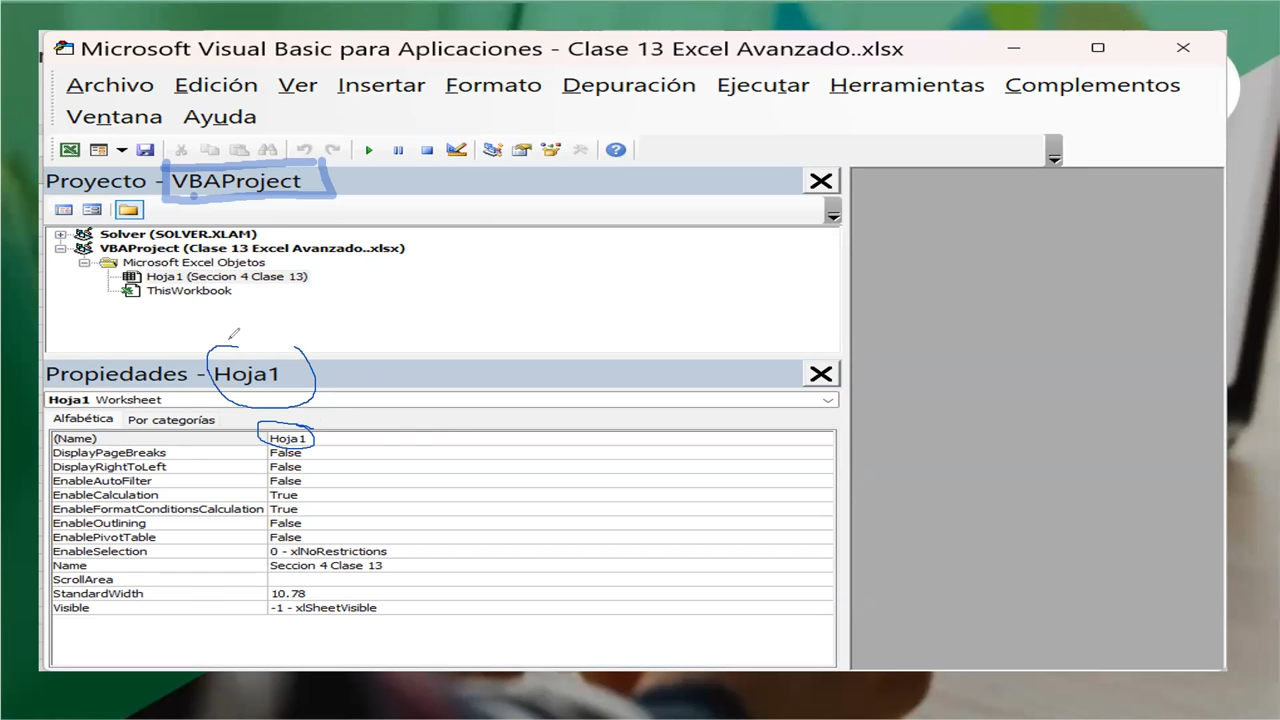 Microsoft Visual Basic para Aplicaciones - Clase 13 Excel Avanzado..xlsx
Archivo Edición Ver Insertar Formato Depuración Ejecutar Herramientas Complementos
Ventana Ayuda
Proyecto - VBAProject
Solver (SOLVER.XLAM)
VBAProject (Clase 13 Excel Avanzado..xlsx)
Microsoft Excel Objetos
Hoja1 (Seccion 4 Clase 13)
ThisWorkbook
Propiedades - Hoja1
Hoja1 Worksheet
Alfabética Por categorías
(Name) Hoja1
DisplayPageBreaks False
DisplayRightToLeft False
EnableAutoFilter False
EnableCalculation True
EnableFormatConditionsCalculation True
EnableOutlining False
EnablePivotTable False
EnableSelection 0 - xlNoRestrictions
Name Seccion 4 Clase 13
ScrollArea
StandardWidth 10.78
Visible -1 - xlSheetVisible